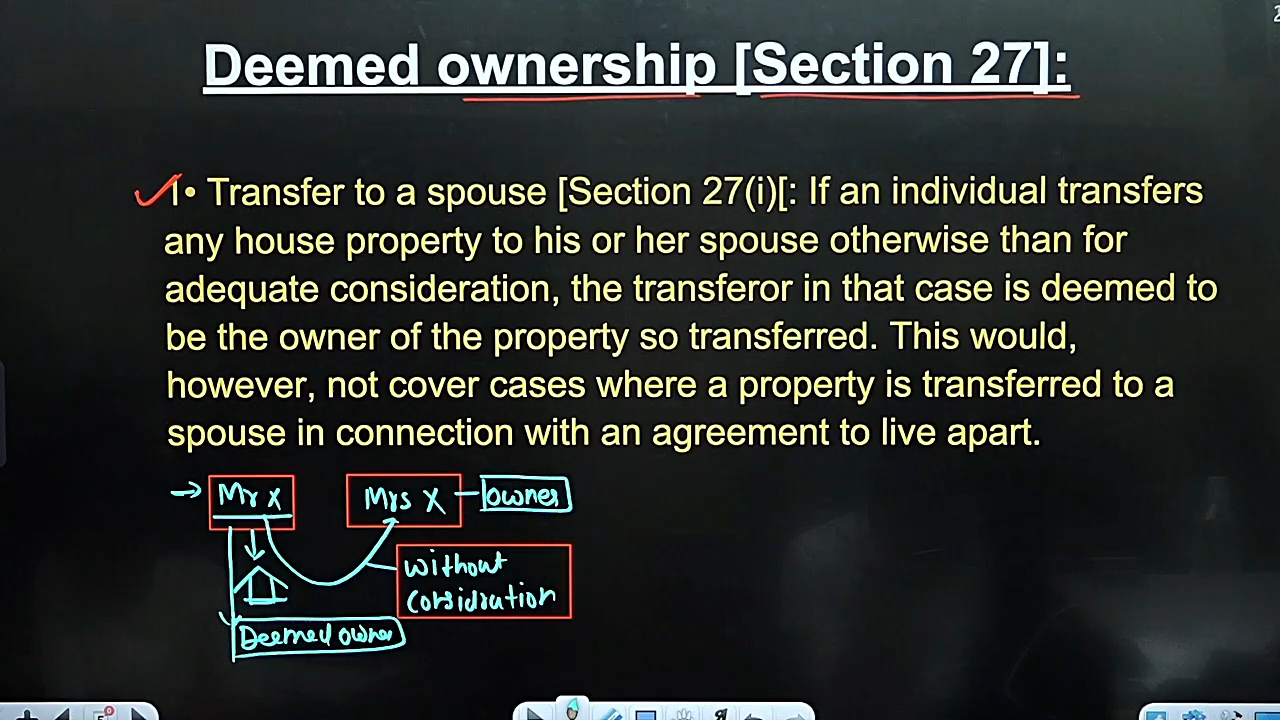 Deemed ownership [Section 27]:
1• Transfer to a spouse [Section 27(i)[: If an individual transfers
any house property to his or her spouse otherwise than for
adequate consideration, the transferor in that case is deemed to
be the owner of the property so transferred. This would,
however, not cover cases where a property is transferred to a
spouse in connection with an agreement to live apart.
Mr X
Mrs X
owner
without
Considration
Deemed owner